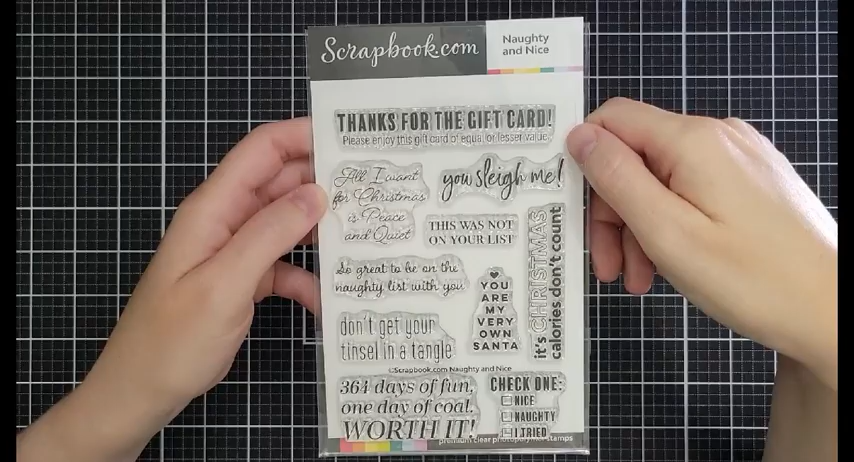 Scrapbook.com
Naughty
and Nice
THANKS FOR THE GIFT CARD!
Please enjoy this gift card of equal or lesser value.
All I want
for Christmas
is Peace
and Quiet
you sleigh me!
THIS WAS NOT
ON YOUR LIST
it's CHRISTMAS
calories don't count
So great to be on the
naughty list with you
YOU
ARE
MY
VERY
OWN
SANTA
don't get your
tinsel in a tangle
©Scrapbook.com Naughty and Nice
364 days of fun,
one day of coal.
WORTH IT!
CHECK ONE:
NICE
NAUGHTY
I TRIED
premium clear photopolymer stamps